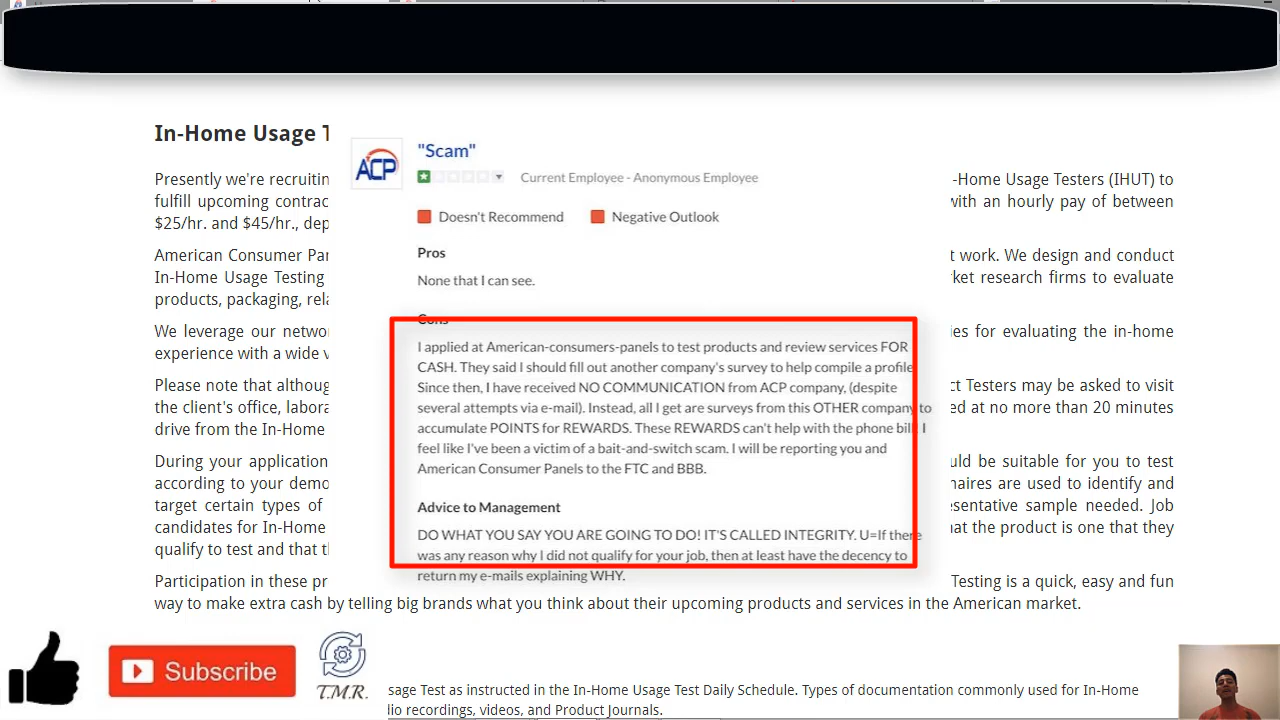 In-Home Usage T
Presently we're recruitin
fulfill upcoming contrac
$25/hr. and $45/hr., dep
American Consumer Pan
In-Home Usage Testing
products, packaging, rela
We leverage our netwo
experience with a wide v
Please note that althoug
the client's office, labora
drive from the In-Home
During your application
according to your demo
target certain types of
candidates for In-Home
qualify to test and that t
Participation in these pr
ACP
"Scam"
Current Employee - Anonymous Employee
Doesn't Recommend Negative Outlook
Pros
None that I can see.
Cons
I applied at American-consumers-panels to test products and review services FOR
CASH. They said I should fill out another company's survey to help compile a profile.
Since then, I have received NO COMMUNICATION from ACP company, (despite
several attempts via e-mail). Instead, all I get are surveys from this OTHER company to
accumulate POINTS for REWARDS. These REWARDS can't help with the phone bill. I
feel like I've been a victim of a bait-and-switch scam. I will be reporting you and
American Consumer Panels to the FTC and BBB.
Advice to Management
DO WHAT YOU SAY YOU ARE GOING TO DO! IT'S CALLED INTEGRITY. U=If there
was any reason why I did not qualify for your job, then at least have the decency to
return my e-mails explaining WHY.
-Home Usage Testers (IHUT) to
with an hourly pay of between
t work. We design and conduct
ket research firms to evaluate
ies for evaluating the in-home
ct Testers may be asked to visit
ed at no more than 20 minutes
uld be suitable for you to test
naires are used to identify and
esentative sample needed. Job
hat the product is one that they
Testing is a quick, easy and fun
way to make extra cash by telling big brands what you think about their upcoming products and services in the American market.
Subscribe
T.M.R.
sage Test as instructed in the In-Home Usage Test Daily Schedule. Types of documentation commonly used for In-Home
lio recordings, videos, and Product Journals.